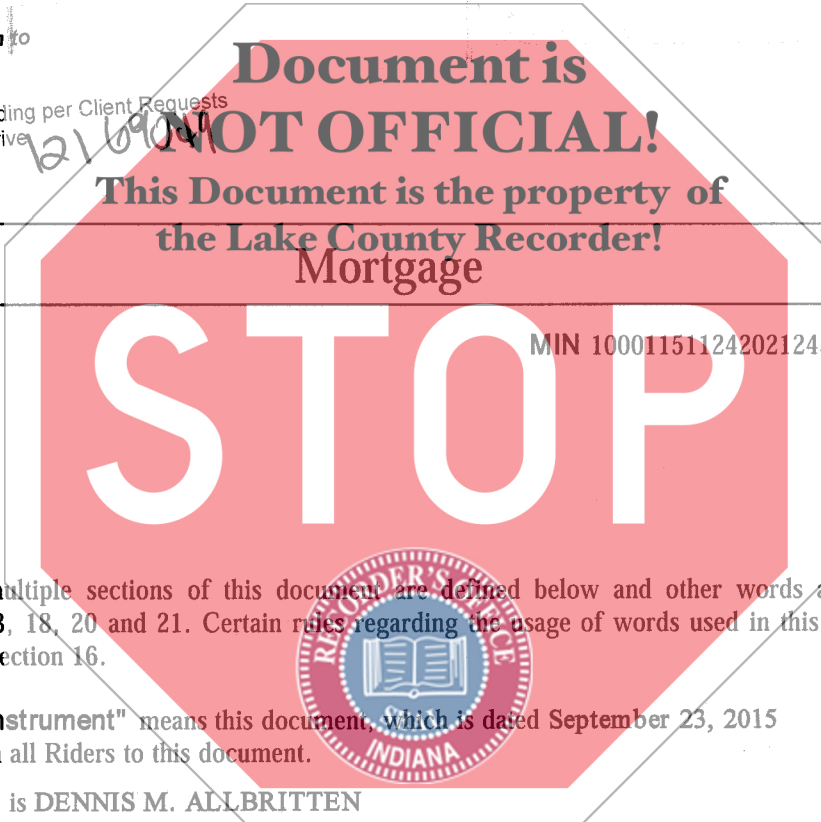 to
Document is
ding per Client Requests
ive
12169049
NOT OFFICIAL!
This Document is the property of
the Lake County Recorder!
Mortgage
MIN 10001151124202124
STOP
ultiple sections of this document are defined below and other words a
, 18, 20 and 21. Certain rules regarding the usage of words used in this
ection 16.
nstrument" means this document, which is dated September 23, 2015
all Riders to this document.
is DENNIS M. ALLBRITTEN
RECORDER'S OFFICE
SEAL
INDIANA